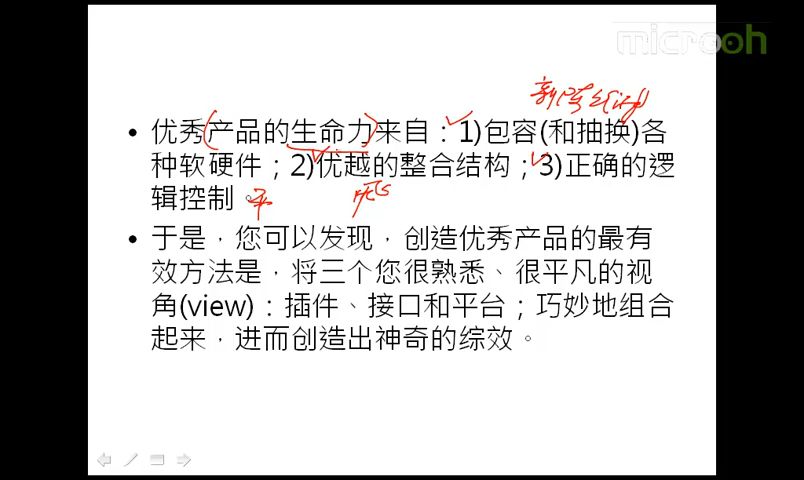 microoh
• 优秀产品的生命力来自：1)包容(和抽换)各
种软硬件；2)优越的整合结构；3)正确的逻
辑控制。
• 于是，您可以发现，创造优秀产品的最有
效方法是，将三个您很熟悉、很平凡的视
角(view)：插件、接口和平台；巧妙地组合
起来，进而创造出神奇的综效。